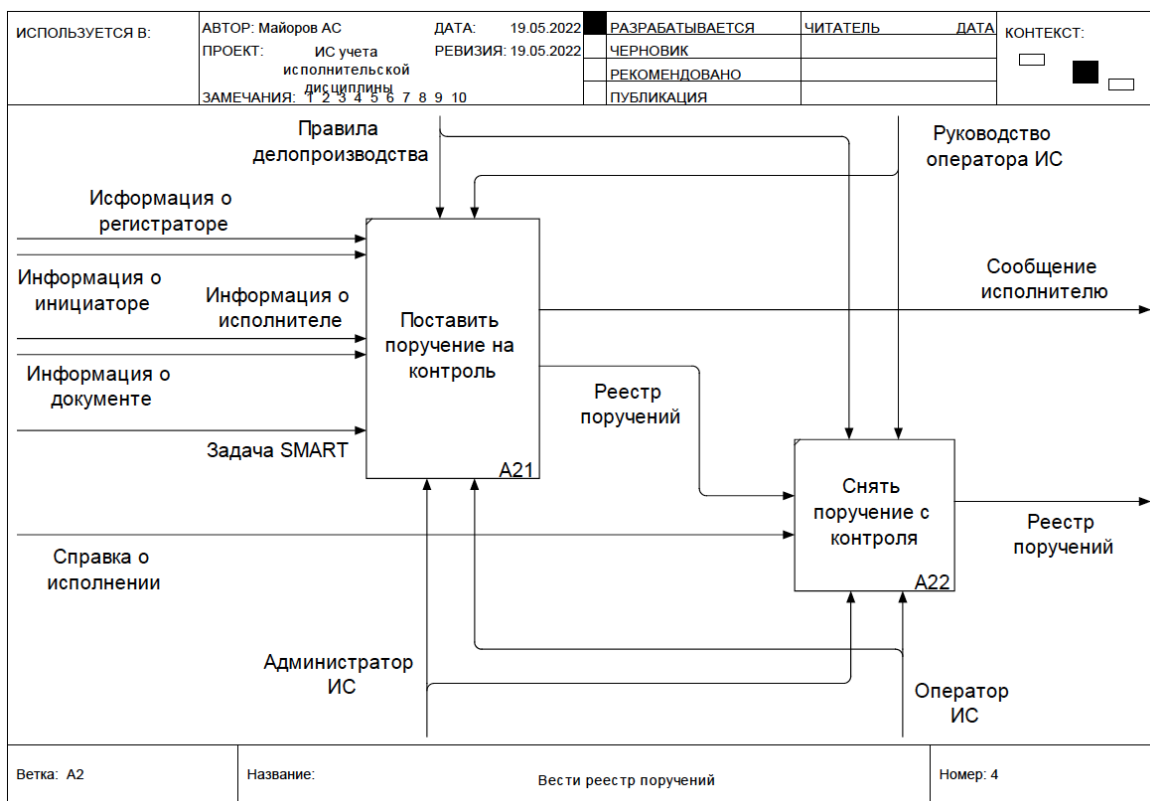 ИСПОЛЬЗУЕТСЯ В:
АВТОР: Майоров АС
ДАТА: 19.05.2022
РАЗРАБАТЫВАЕТСЯ
ЧИТАТЕЛЬ
ДАТА
КОНТЕКСТ:
ПРОЕКТ: ИС учета
исполнительской
дисциплины
РЕВИЗИЯ: 19.05.2022
ЧЕРНОВИК
РЕКОМЕНДОВАНО
ЗАМЕЧАНИЯ: 1 2 3 4 5 6 7 8 9 10
ПУБЛИКАЦИЯ
Правила
делопроизводства
Руководство
оператора ИС
Исформация о
регистраторе
Информация о
инициаторе
Информация о
исполнителе
Информация о
документе
Задача SMART
Поставить
поручение на
контроль
A21
Сообщение
исполнителю
Реестр
поручений
Снять
поручение с
контроля
A22
Реестр
поручений
Справка о
исполнении
Администратор
ИС
Оператор
ИС
Ветка: A2
Название:
Вести реестр поручений
Номер: 4